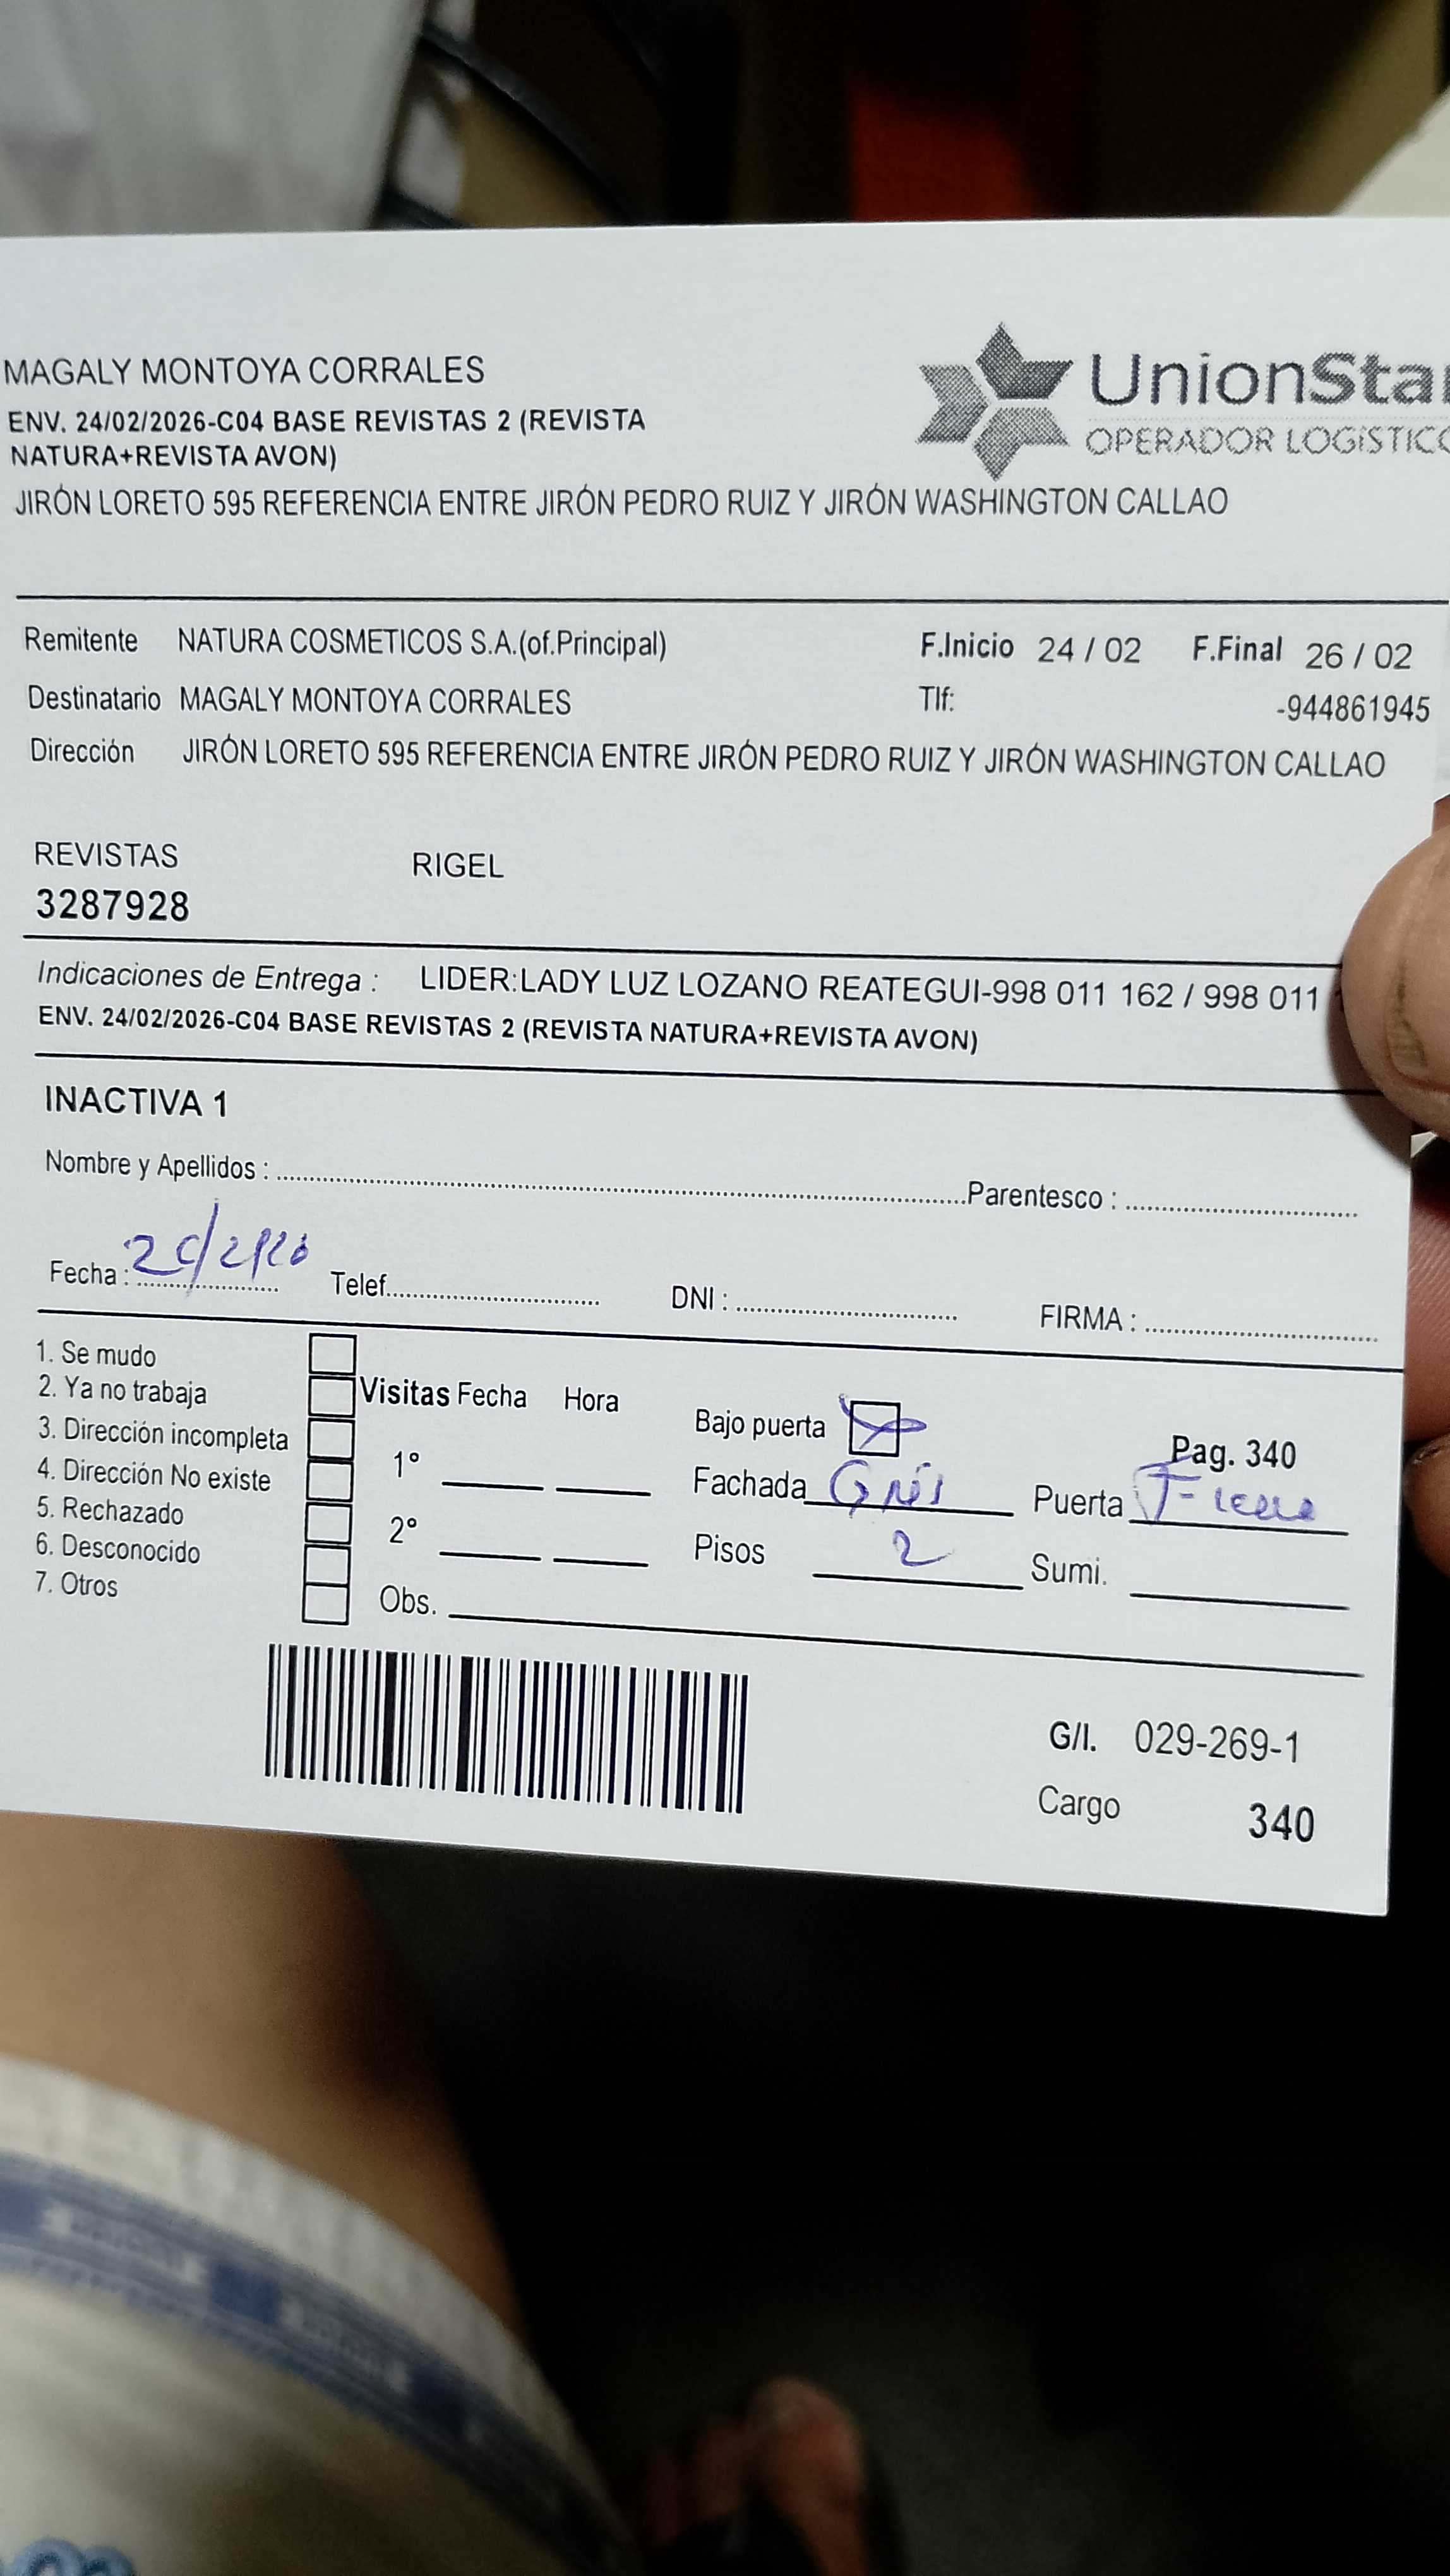 MAGALY MONTOYA CORRALES
UnionStar
OPERADOR LOGÍSTICO
ENV. 24/02/2026-C04 BASE REVISTAS 2 (REVISTA
NATURA+REVISTA AVON)
JIRÓN LORETO 595 REFERENCIA ENTRE JIRÓN PEDRO RUIZ Y JIRÓN WASHINGTON CALLAO
Remitente NATURA COSMETICOS S.A.(of.Principal) F.Inicio 24 / 02 F.Final 26 / 02
Destinatario MAGALY MONTOYA CORRALES Tlf: -944861945
Dirección JIRÓN LORETO 595 REFERENCIA ENTRE JIRÓN PEDRO RUIZ Y JIRÓN WASHINGTON CALLAO
REVISTAS RIGEL
3287928
Indicaciones de Entrega : LIDER:LADY LUZ LOZANO REATEGUI-998 011 162 / 998 011
ENV. 24/02/2026-C04 BASE REVISTAS 2 (REVISTA NATURA+REVISTA AVON)
INACTIVA 1
Nombre y Apellidos : Parentesco :
Fecha : Telef. DNI : FIRMA :
1. Se mudo
2. Ya no trabaja
3. Dirección incompleta
4. Dirección No existe
5. Rechazado
6. Desconocido
7. Otros
Visitas Fecha Hora
1°
2°
Obs.
Bajo puerta Pag. 340
Fachada Gris Puerta
Pisos 2 Sumi.
G/I. 029-269-1
Cargo 340